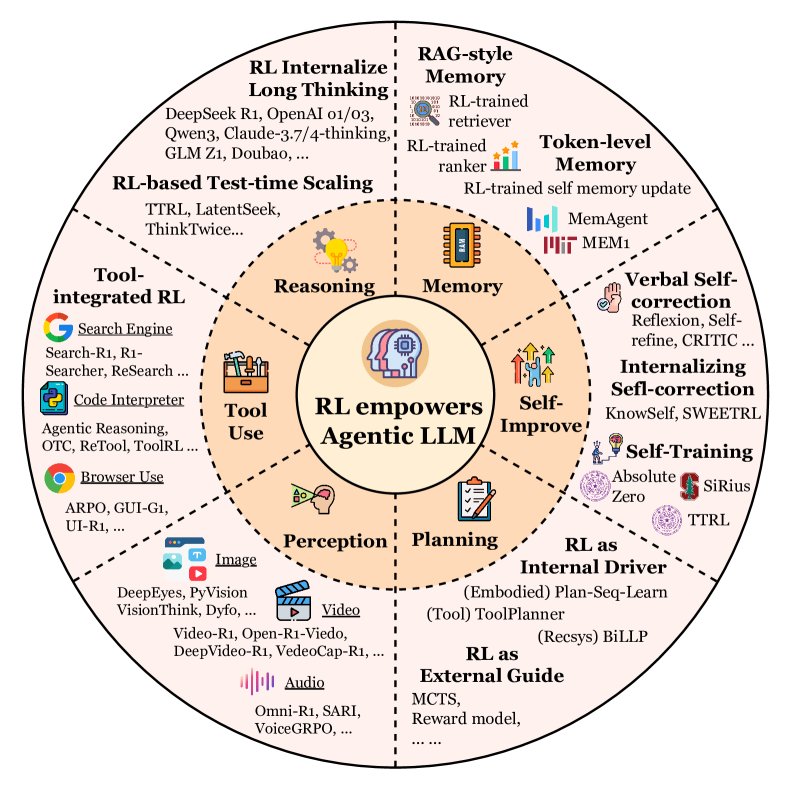 RL Internalize
Long Thinking
DeepSeek R1, OpenAI o1/o3,
Qwen3, Claude-3.7/4-thinking,
GLM Z1, Doubao, ...
RL-based Test-time Scaling
TTRL, LatentSeek,
ThinkTwice...
Reasoning
RAG-style
Memory
RL-trained
retriever
RL-trained
ranker
Token-level
Memory
RL-trained self memory update
MemAgent
MIT
MEM1
RAM
Memory
Verbal Self-
correction
Reflexion, Self-
refine, CRITIC ...
Internalizing
Sefl-correction
KnowSelf, SWEETRL
Self-Training
Absolute
Zero
SiRius
TTRL
Self-
Improve
RL as
Internal Driver
(Embodied) Plan-Seq-Learn
(Tool) ToolPlanner
(Recsys) BiLLP
RL as
External Guide
MCTS,
Reward model,
... ...
Planning
Perception
Image
DeepEyes, PyVision
VisionThink, Dyfo, ...
Video
Video-R1, Open-R1-Viedo,
DeepVideo-R1, VedeoCap-R1, ...
Audio
Omni-R1, SARI,
VoiceGRPO, ...
Tool-
integrated RL
Search Engine
Search-R1, R1-
Searcher, ReSearch ...
Code Interpreter
Agentic Reasoning,
OTC, ReTool, ToolRL ...
Browser Use
ARPO, GUI-G1,
UI-R1, ...
Tool
Use
RL empowers
Agentic LLM